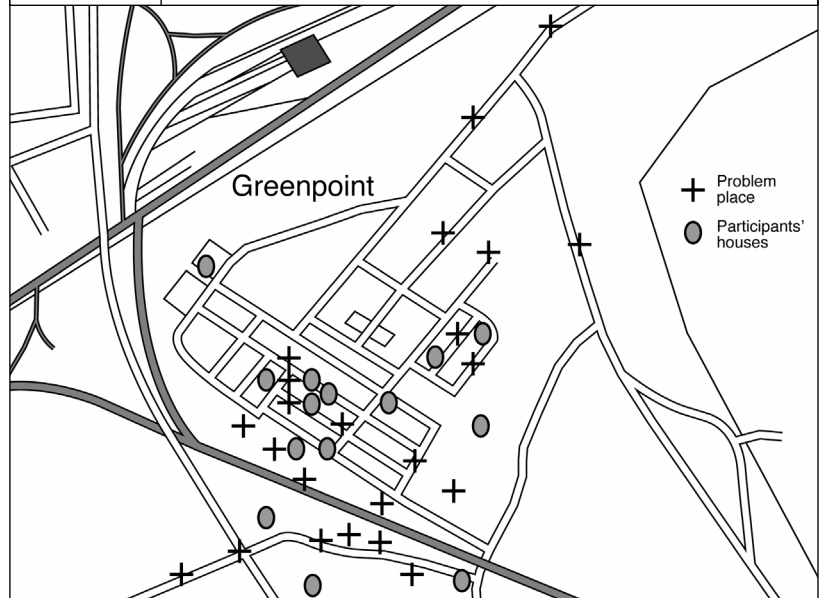 Greenpoint
Problem
place
Participants'
houses